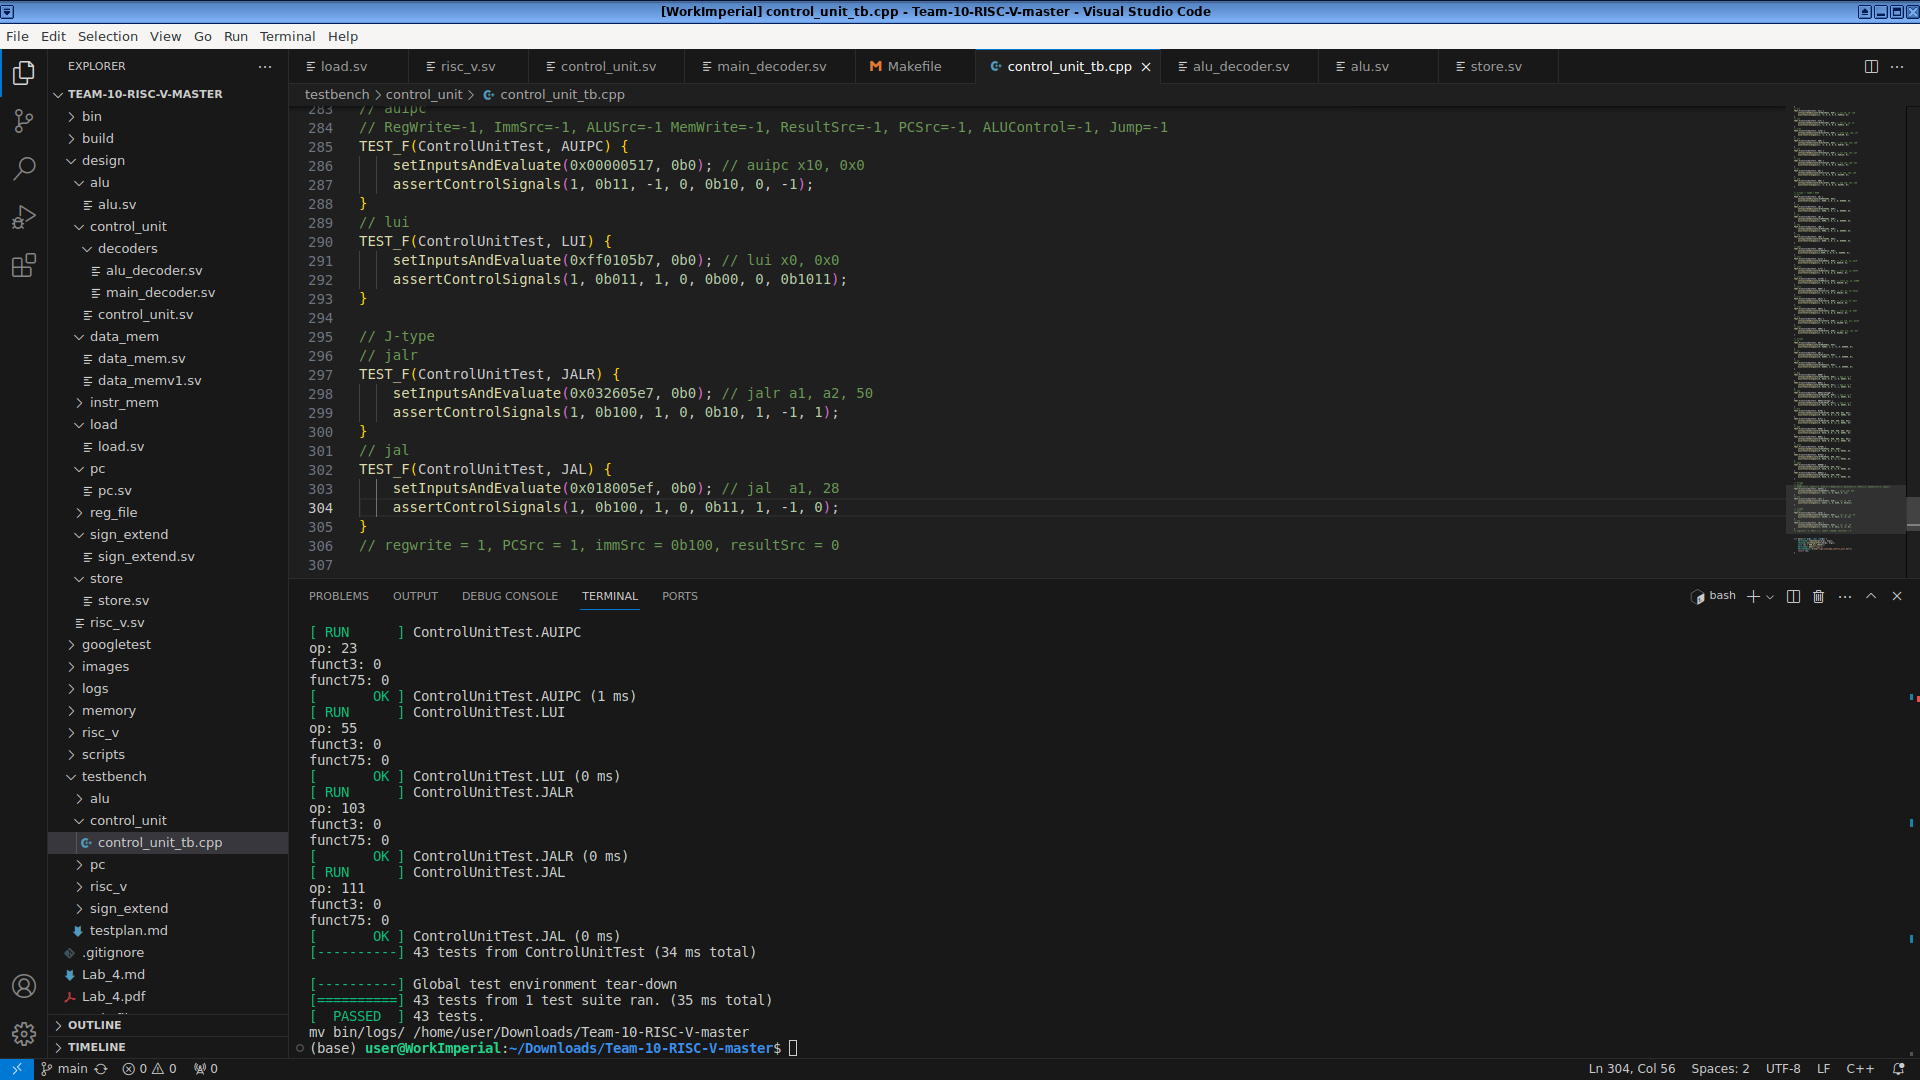 [WorkImperial] control_unit_tb.cpp - Team-10-RISC-V-master - Visual Studio Code
File Edit Selection View Go Run Terminal Help
EXPLORER
TEAM-10-RISC-V-MASTER
bin
build
design
alu
alu.sv
control_unit
decoders
alu_decoder.sv
main_decoder.sv
control_unit.sv
data_mem
data_mem.sv
data_memv1.sv
instr_mem
load
load.sv
pc
pc.sv
reg_file
sign_extend
sign_extend.sv
store
store.sv
risc_v.sv
googletest
images
logs
memory
risc_v
scripts
testbench
alu
control_unit
control_unit_tb.cpp
pc
risc_v
sign_extend
testplan.md
.gitignore
Lab_4.md
Lab_4.pdf
OUTLINE
TIMELINE
load.sv risc_v.sv control_unit.sv main_decoder.sv Makefile control_unit_tb.cpp alu_decoder.sv alu.sv store.sv
testbench > control_unit > control_unit_tb.cpp
283 // auipc
284 // RegWrite=-1, ImmSrc=-1, ALUSrc=-1 MemWrite=-1, ResultSrc=-1, PCSrc=-1, ALUControl=-1, Jump=-1
285 TEST_F(ControlUnitTest, AUIPC) {
286 setInputsAndEvaluate(0x00000517, 0b0); // auipc x10, 0x0
287 assertControlSignals(1, 0b11, -1, 0, 0b10, 0, -1);
288 }
289 // lui
290 TEST_F(ControlUnitTest, LUI) {
291 setInputsAndEvaluate(0xff0105b7, 0b0); // lui x0, 0x0
292 assertControlSignals(1, 0b011, 1, 0, 0b00, 0, 0b1011);
293 }
294
295 // J-type
296 // jalr
297 TEST_F(ControlUnitTest, JALR) {
298 setInputsAndEvaluate(0x032605e7, 0b0); // jalr a1, a2, 50
299 assertControlSignals(1, 0b100, 1, 0, 0b10, 1, -1, 1);
300 }
301 // jal
302 TEST_F(ControlUnitTest, JAL) {
303 setInputsAndEvaluate(0x018005ef, 0b0); // jal  a1, 28
304 assertControlSignals(1, 0b100, 1, 0, 0b11, 1, -1, 0);
305 }
306 // regwrite = 1, PCSrc = 1, immSrc = 0b100, resultSrc = 0
307
PROBLEMS OUTPUT DEBUG CONSOLE TERMINAL PORTS
bash
[ RUN      ] ControlUnitTest.AUIPC
op: 23
funct3: 0
funct75: 0
[       OK ] ControlUnitTest.AUIPC (1 ms)
[ RUN      ] ControlUnitTest.LUI
op: 55
funct3: 0
funct75: 0
[       OK ] ControlUnitTest.LUI (0 ms)
[ RUN      ] ControlUnitTest.JALR
op: 103
funct3: 0
funct75: 0
[       OK ] ControlUnitTest.JALR (0 ms)
[ RUN      ] ControlUnitTest.JAL
op: 111
funct3: 0
funct75: 0
[       OK ] ControlUnitTest.JAL (0 ms)
[----------] 43 tests from ControlUnitTest (34 ms total)
[----------] Global test environment tear-down
[==========] 43 tests from 1 test suite ran. (35 ms total)
[  PASSED  ] 43 tests.
mv bin/logs/ /home/user/Downloads/Team-10-RISC-V-master
(base) user@WorkImperial:~/Downloads/Team-10-RISC-V-master$
main 0 0 0 Ln 304, Col 56 Spaces: 2 UTF-8 LF C++